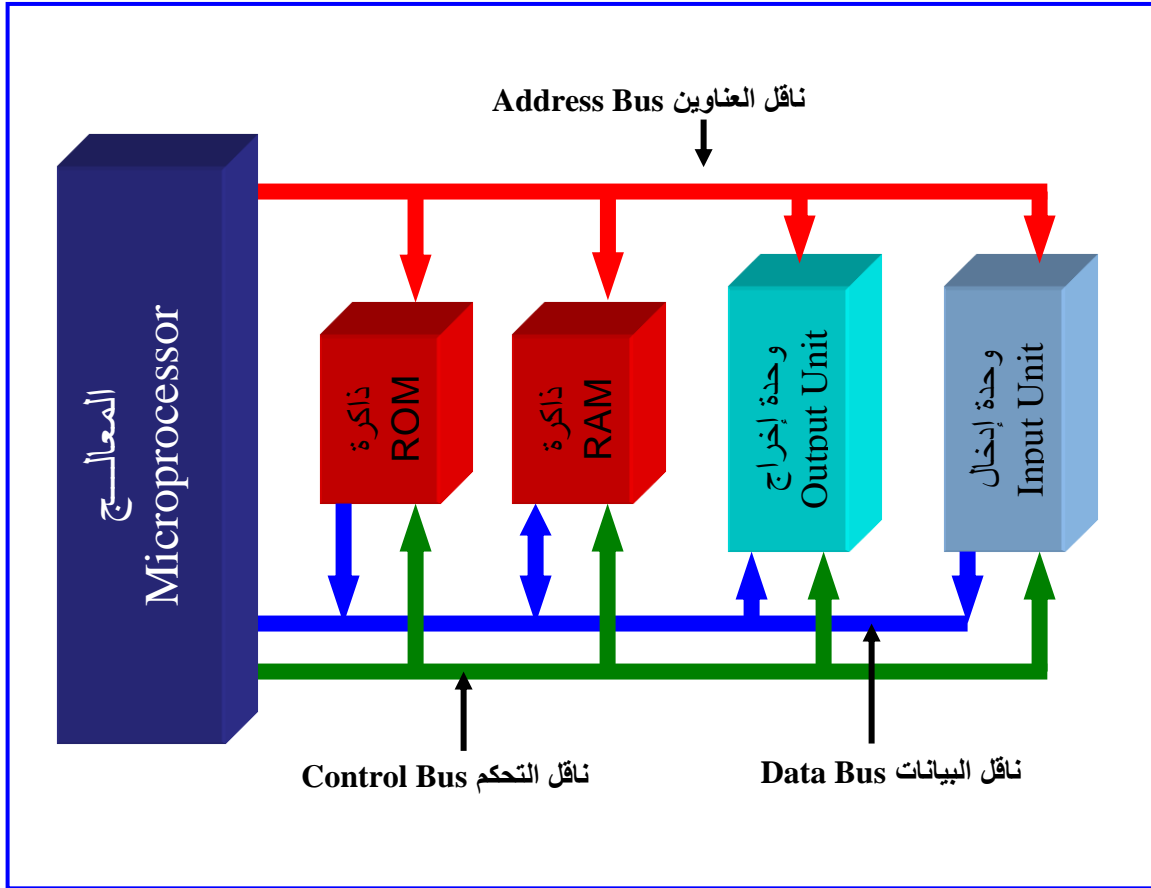 ناقل العناوين Address Bus
المعالـــج
Microprocessor
ذاكرة
ROM
ذاكرة
RAM
وحدة إخراج
Output Unit
وحدة إدخال
Input Unit
ناقل التحكم Control Bus
ناقل البيانات Data Bus